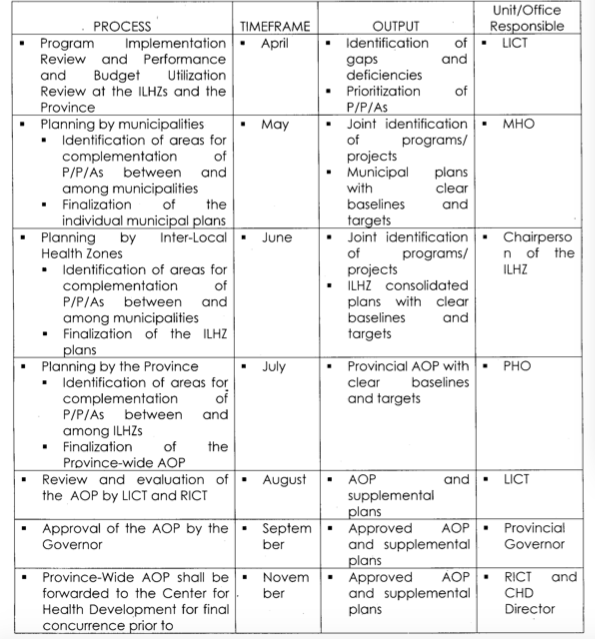 PROCESS
TIMEFRAME
OUTPUT
Unit/Office
Responsible
Program Implementation
Review and Performance
and Budget Utilization
Review at the ILHZs and the
Province
April
Identification of
gaps and
deficiencies
Prioritization of
P/P/As
LICT
Planning by municipalities
Identification of areas for
complementation of
P/P/As between and
among municipalities
Finalization of the
individual municipal plans
May
Joint identification
of programs/
projects
Municipal plans
with clear
baselines and
targets
MHO
Planning by Inter-Local
Health Zones
Identification of areas for
complementation of
P/P/As between and
among municipalities
Finalization of the ILHZ
plans
June
Joint identification
of programs/
projects
ILHZ consolidated
plans with clear
baselines and
targets
Chairperso
n of the
ILHZ
Planning by the Province
Identification of areas for
complementation of
P/P/As between and
among ILHZs
Finalization of the
Province-wide AOP
July
Provincial AOP with
clear baselines
and targets
PHO
Review and evaluation of
the AOP by LICT and RICT
August
AOP and
supplemental
plans
LICT
Approval of the AOP by the
Governor
Septem
ber
Approved AOP
and supplemental
plans
Provincial
Governor
Province-Wide AOP shall be
forwarded to the Center for
Health Development for final
concurrence prior to
Novem
ber
Approved AOP
and supplemental
plans
RICT and
CHD
Director